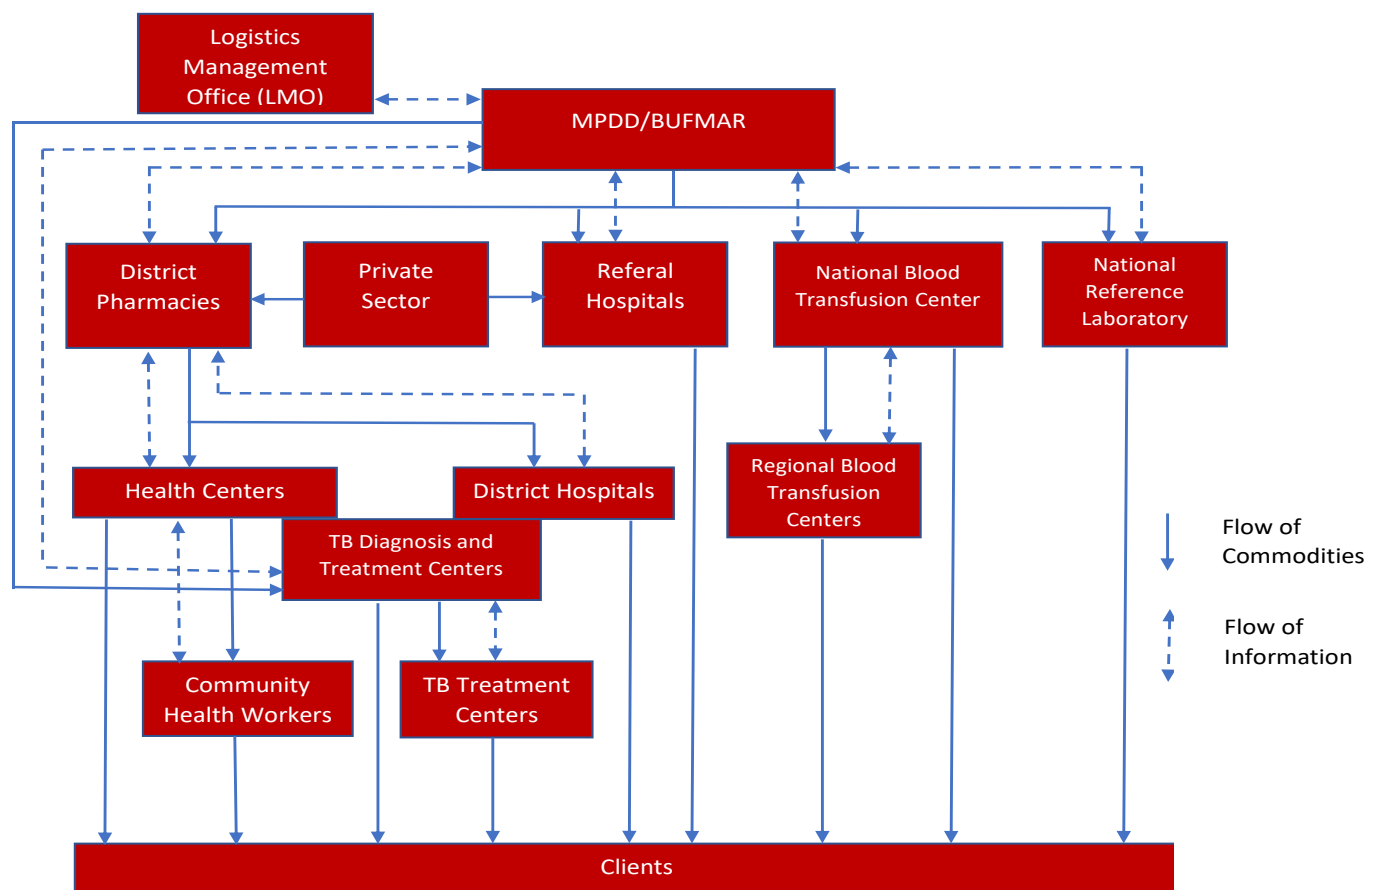 Logistics
Management
Office (LMO)
MPDD/BUFMAR
District
Pharmacies
Private
Sector
Referal
Hospitals
National Blood
Transfusion Center
National
Reference
Laboratory
Health Centers
District Hospitals
Regional Blood
Transfusion
Centers
TB Diagnosis and
Treatment Centers
Flow of
Commodities
Flow of
Information
Community
Health Workers
TB Treatment
Centers
Clients